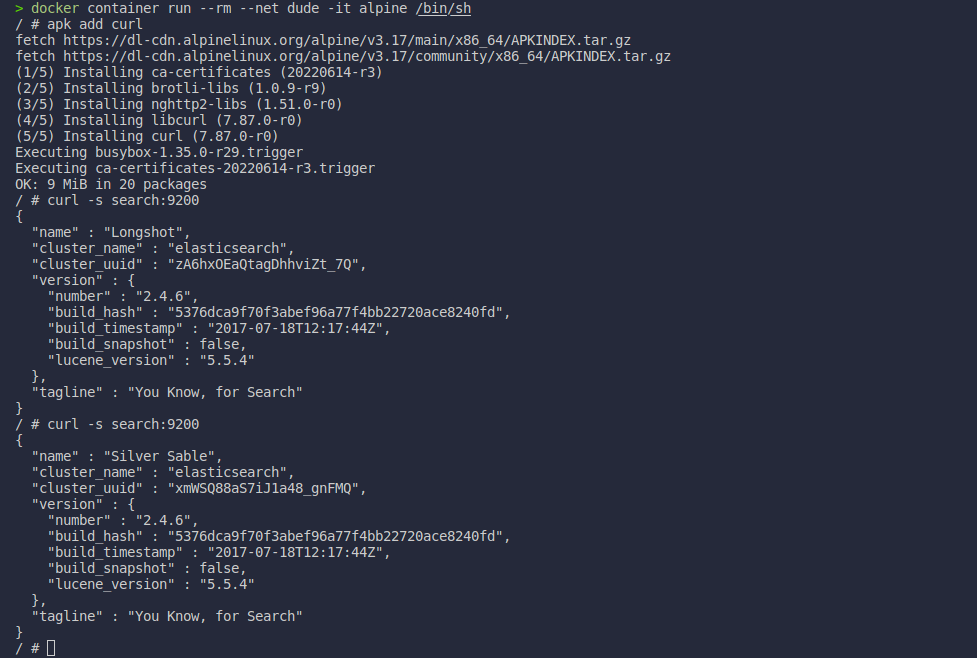 > docker container run --rm --net dude -it alpine /bin/sh
/ # apk add curl
fetch https://dl-cdn.alpinelinux.org/alpine/v3.17/main/x86_64/APKINDEX.tar.gz
fetch https://dl-cdn.alpinelinux.org/alpine/v3.17/community/x86_64/APKINDEX.tar.gz
(1/5) Installing ca-certificates (20220614-r3)
(2/5) Installing brotli-libs (1.0.9-r9)
(3/5) Installing nghttp2-libs (1.51.0-r0)
(4/5) Installing libcurl (7.87.0-r0)
(5/5) Installing curl (7.87.0-r0)
Executing busybox-1.35.0-r29.trigger
Executing ca-certificates-20220614-r3.trigger
OK: 9 MiB in 20 packages
/ # curl -s search:9200
{
  "name" : "Longshot",
  "cluster_name" : "elasticsearch",
  "cluster_uuid" : "zA6hxOEaQtagDhhviZt_7Q",
  "version" : {
    "number" : "2.4.6",
    "build_hash" : "5376dca9f70f3abef96a77f4bb22720ace8240fd",
    "build_timestamp" : "2017-07-18T12:17:44Z",
    "build_snapshot" : false,
    "lucene_version" : "5.5.4"
  },
  "tagline" : "You Know, for Search"
}
/ # curl -s search:9200
{
  "name" : "Silver Sable",
  "cluster_name" : "elasticsearch",
  "cluster_uuid" : "xmWSQ88aS7iJ1a48_gnFMQ",
  "version" : {
    "number" : "2.4.6",
    "build_hash" : "5376dca9f70f3abef96a77f4bb22720ace8240fd",
    "build_timestamp" : "2017-07-18T12:17:44Z",
    "build_snapshot" : false,
    "lucene_version" : "5.5.4"
  },
  "tagline" : "You Know, for Search"
}
/ #